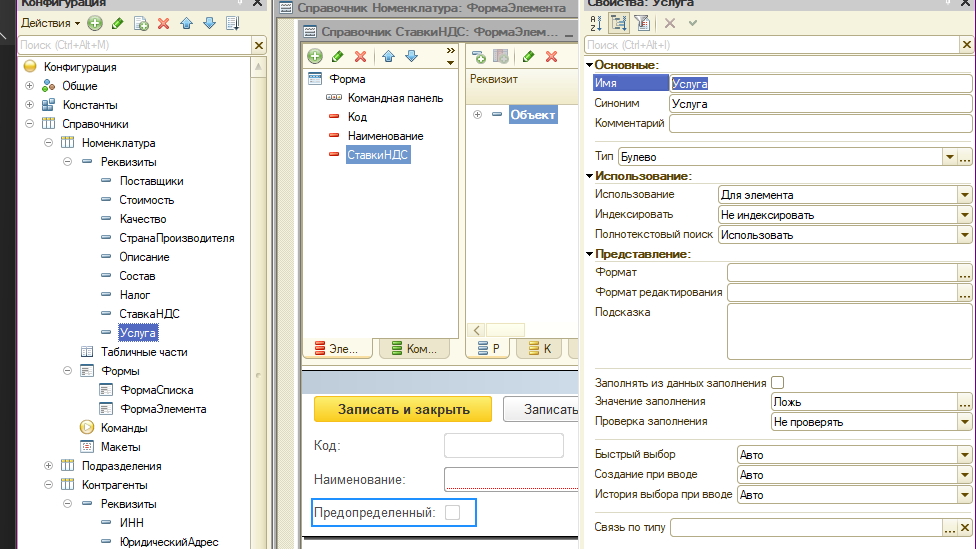 Конфигурация
Действия
Поиск (Ctrl+Alt+M)
Конфигурация
Общие
Константы
Справочники
Номенклатура
Реквизиты
Поставщики
Стоимость
Качество
СтранаПроизводителя
Описание
Состав
Налог
СтавкаНДС
Услуга
Табличные части
Формы
ФормаСписка
ФормаЭлемента
Команды
Макеты
Подразделения
Контрагенты
Реквизиты
ИНН
ЮридическийАдрес
Справочник Номенклатура: ФормаЭлемента
Справочник СтавкиНДС: ФормаЭлем...
Форма
Командная панель
Код
Наименование
СтавкиНДС
Эле...
Ком...
Реквизит
Объект
Р
К
Записать и закрыть
Записать
Код:
Наименование:
Предопределенный:
Свойства: Услуга
Поиск (Ctrl+Alt+I)
Основные:
Имя Услуга
Синоним Услуга
Комментарий
Тип Булево
Использование:
Использование Для элемента
Индексировать Не индексировать
Полнотекстовый поиск Использовать
Представление:
Формат
Формат редактирования
Подсказка
Заполнять из данных заполнения
Значение заполнения Ложь
Проверка заполнения Не проверять
Быстрый выбор Авто
Создание при вводе Авто
История выбора при вводе Авто
Связь по типу